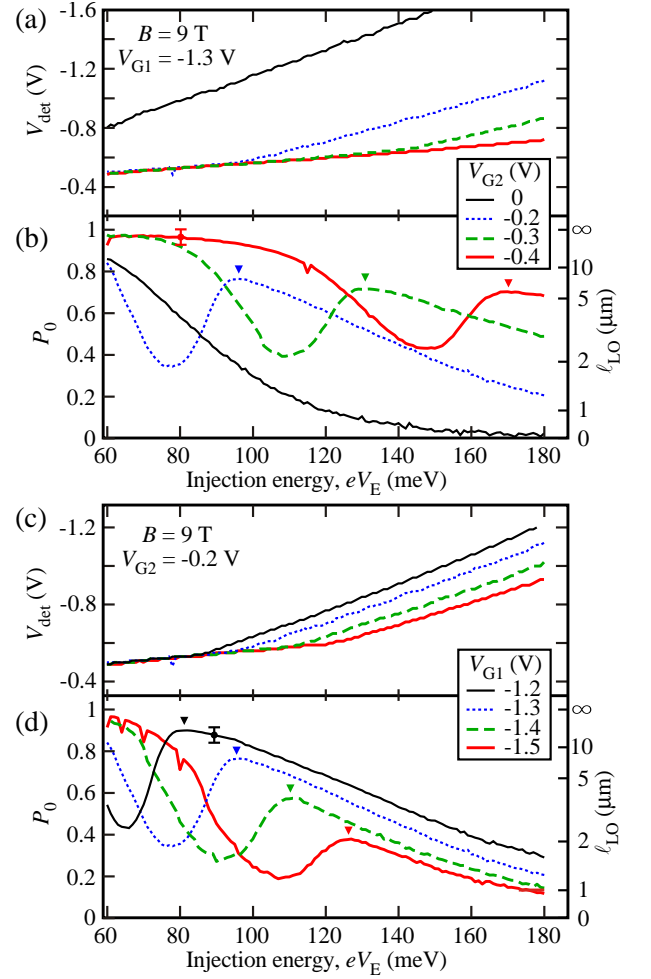 (a)
B = 9 T
V_G1 = -1.3 V
-1.6
-1.2
-0.8
-0.4
V_det (V)
V_G2 (V)
0
-0.2
-0.3
-0.4
(b)
1
0.8
0.6
0.4
0.2
0
P_0
∞
10
5
2
1
0
ℓ_LO (μm)
60 80 100 120 140 160 180
Injection energy, eV_E (meV)
(c)
B = 9 T
V_G2 = -0.2 V
-1.2
-0.8
-0.4
V_det (V)
V_G1 (V)
-1.2
-1.3
-1.4
-1.5
(d)
1
0.8
0.6
0.4
0.2
0
P_0
∞
10
5
2
1
0
ℓ_LO (μm)
60 80 100 120 140 160 180
Injection energy, eV_E (meV)